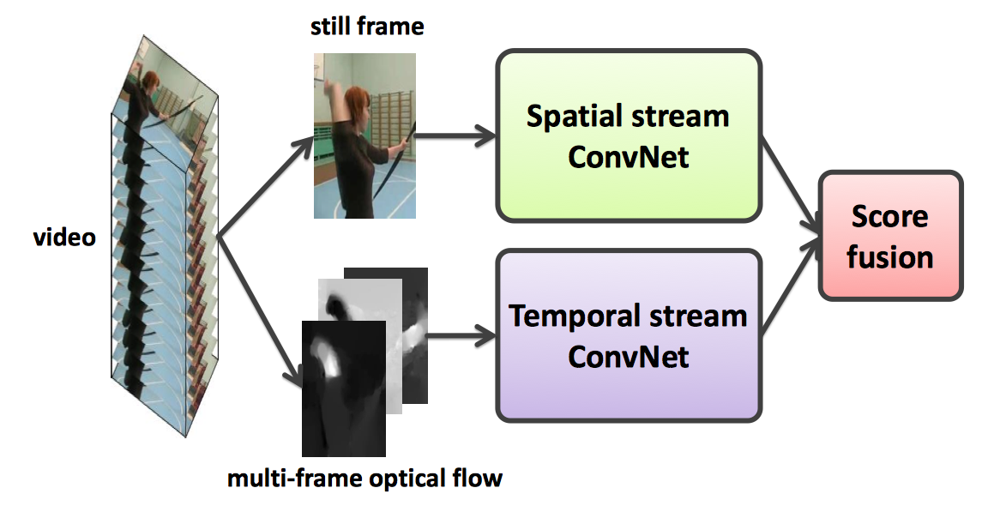 still frame
Spatial stream
ConvNet
video
Score
fusion
Temporal stream
ConvNet
multi-frame optical flow